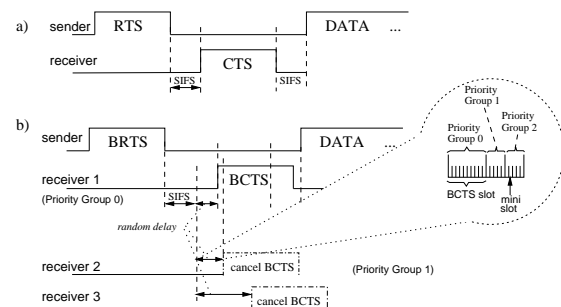 a)
sender RTS DATA ...
receiver CTS
SIFS SIFS
Priority
Group 1
Priority
Group 0
Priority
Group 2
BCTS slot
mini
slot
b)
sender BRTS DATA ...
receiver 1 BCTS
(Priority Group 0)
SIFS
random delay
receiver 2 cancel BCTS (Priority Group 1)
receiver 3 cancel BCTS